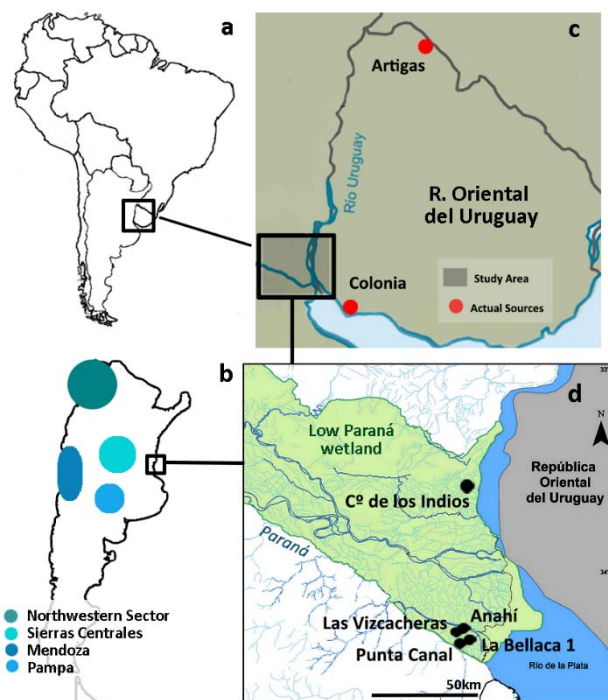 a
c
Artigas
Río Uruguay
R. Oriental
del Uruguay
Study Area
Colonia
Actual Sources
b
d
33°
N
Low Paraná
wetland
República
Oriental
del Uruguay
Cº de los Indios
Paraná
34°
Anahí
Las Vizcacheras
La Bellaca 1
Punta Canal
Río de la Plata
50km
Northwestern Sector
Sierras Centrales
Mendoza
Pampa